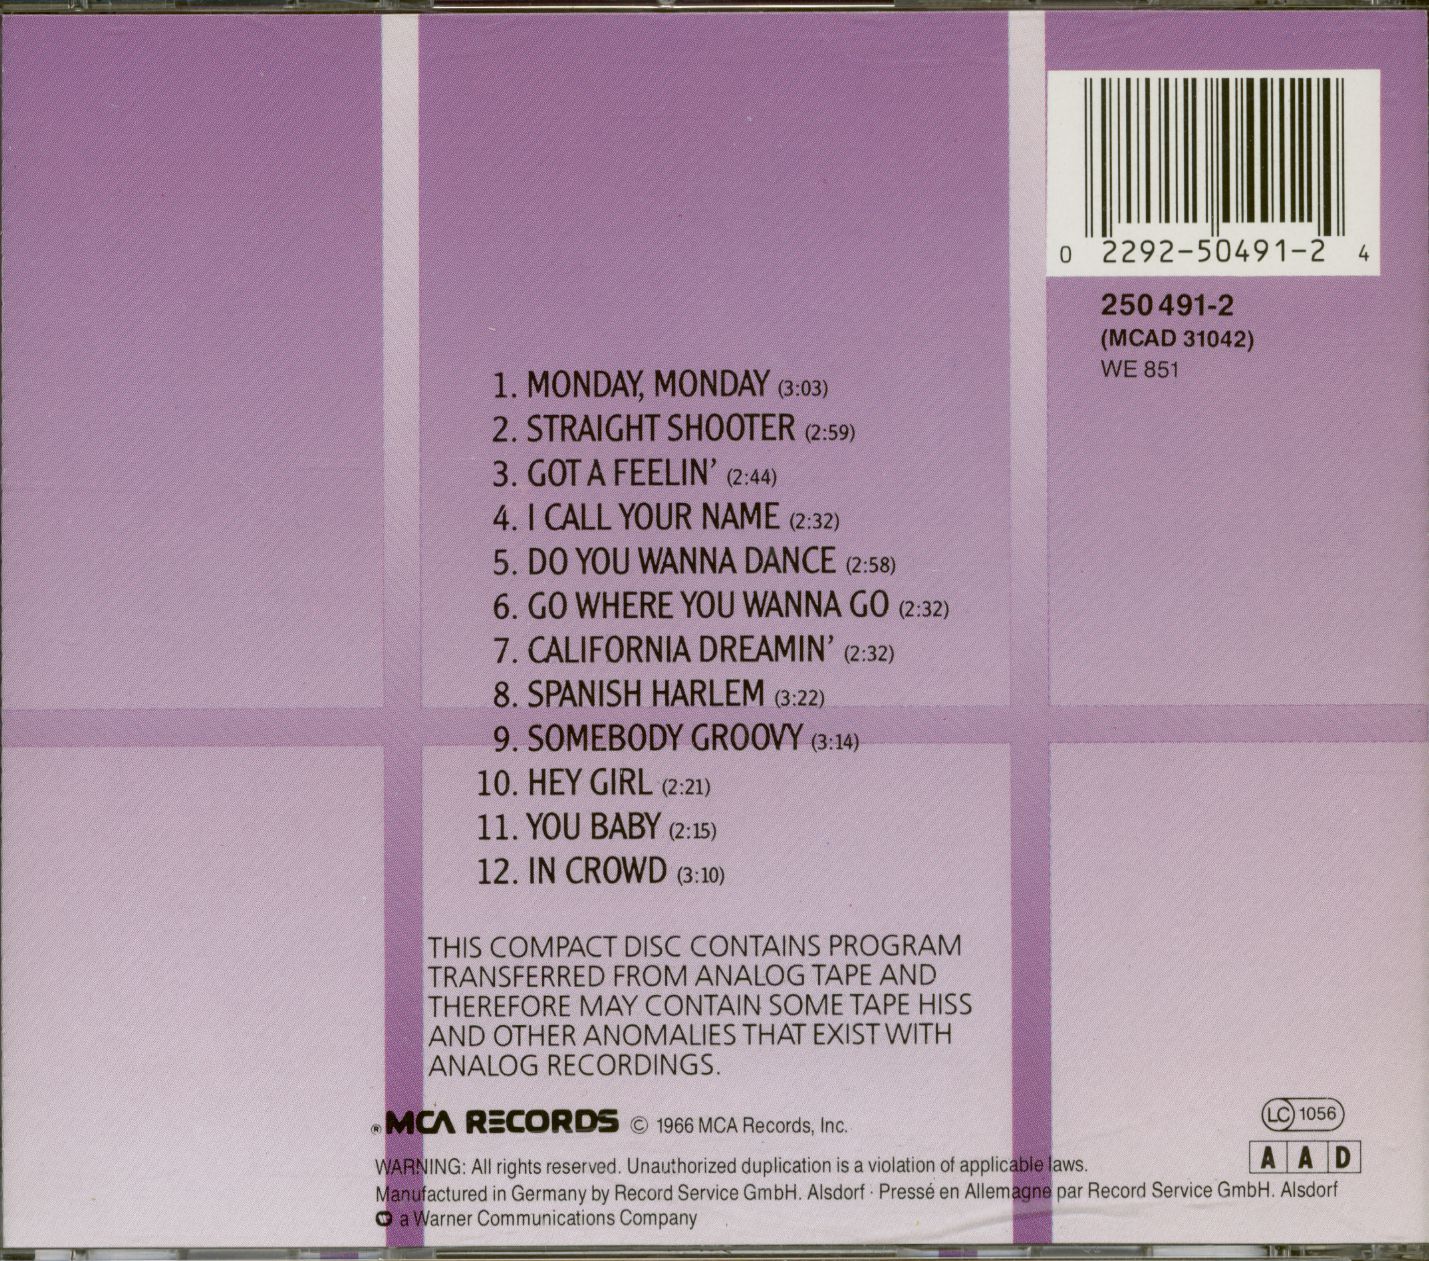 0 2292-50491-2 4
250 491-2
(MCAD 31042)
WE 851
1. MONDAY, MONDAY (3:03)
2. STRAIGHT SHOOTER (2:59)
3. GOT A FEELIN' (2:44)
4. I CALL YOUR NAME (2:32)
5. DO YOU WANNA DANCE (2:58)
6. GO WHERE YOU WANNA GO (2:32)
7. CALIFORNIA DREAMIN' (2:32)
8. SPANISH HARLEM (3:22)
9. SOMEBODY GROOVY (3:14)
10. HEY GIRL (2:21)
11. YOU BABY (2:15)
12. IN CROWD (3:10)
THIS COMPACT DISC CONTAINS PROGRAM
TRANSFERRED FROM ANALOG TAPE AND
THEREFORE MAY CONTAIN SOME TAPE HISS
AND OTHER ANOMALIES THAT EXIST WITH
ANALOG RECORDINGS.
® MCA RECORDS © 1966 MCA Records, Inc.
LC 1056
A A D
WARNING: All rights reserved. Unauthorized duplication is a violation of applicable laws.
Manufactured in Germany by Record Service GmbH. Alsdorf · Pressé en Allemagne par Record Service GmbH. Alsdorf
a Warner Communications Company